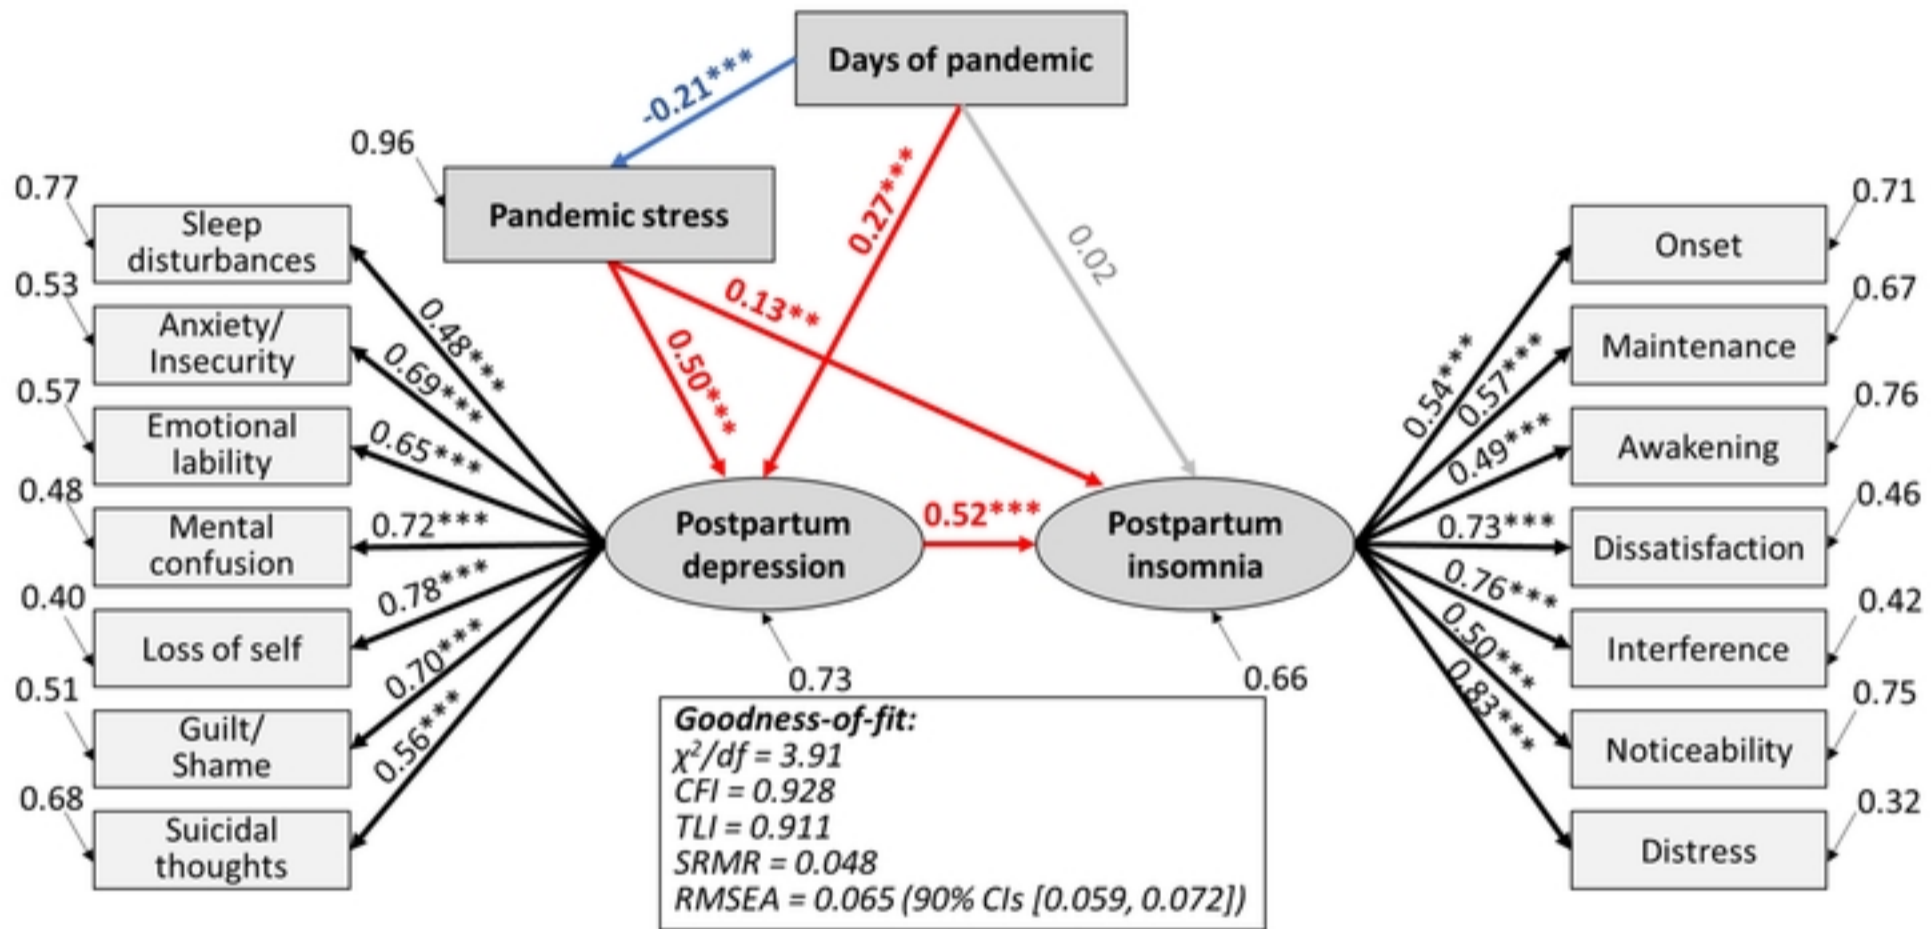 Days of pandemic
-0.21***
0.96
Pandemic stress
0.27***
0.02
0.13**
0.50***
0.77
Sleep
disturbances
0.48***
0.53
Anxiety/
Insecurity
0.69***
0.57
Emotional
lability
0.65***
0.48
Mental
confusion
0.72***
0.40
Loss of self
0.78***
0.51
Guilt/
Shame
0.70***
0.68
Suicidal
thoughts
0.56***
Postpartum
depression
0.73
0.52***
Postpartum
insomnia
0.66
0.54***
Onset
0.71
0.57***
Maintenance
0.67
0.49***
Awakening
0.76
0.73***
Dissatisfaction
0.46
0.76***
Interference
0.42
0.50***
Noticeability
0.75
0.83***
Distress
0.32
Goodness-of-fit:
χ²/df = 3.91
CFI = 0.928
TLI = 0.911
SRMR = 0.048
RMSEA = 0.065 (90% CIs [0.059, 0.072])